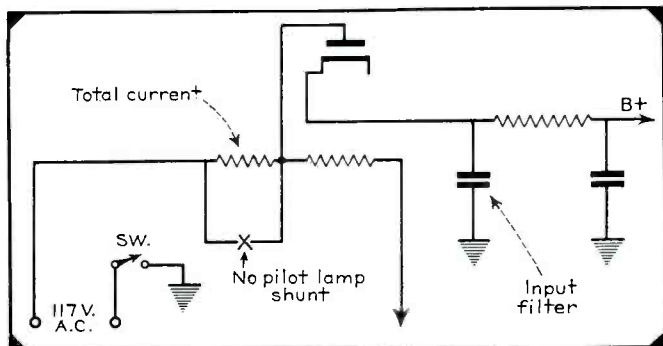 Total current
B+
SW.
No pilot lamp
shunt
Input
filter
117 V.
A.C.